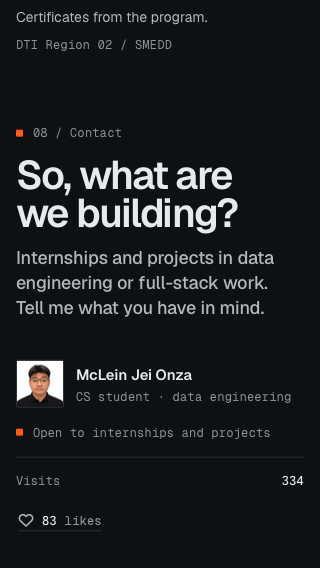 Certificates from the program.
DTI Region 02 / SMEDD
08 / Contact
So, what are
we building?
Internships and projects in data
engineering or full-stack work.
Tell me what you have in mind.
McLein Jei Onza
CS student · data engineering
Open to internships and projects
Visits 334
83 likes